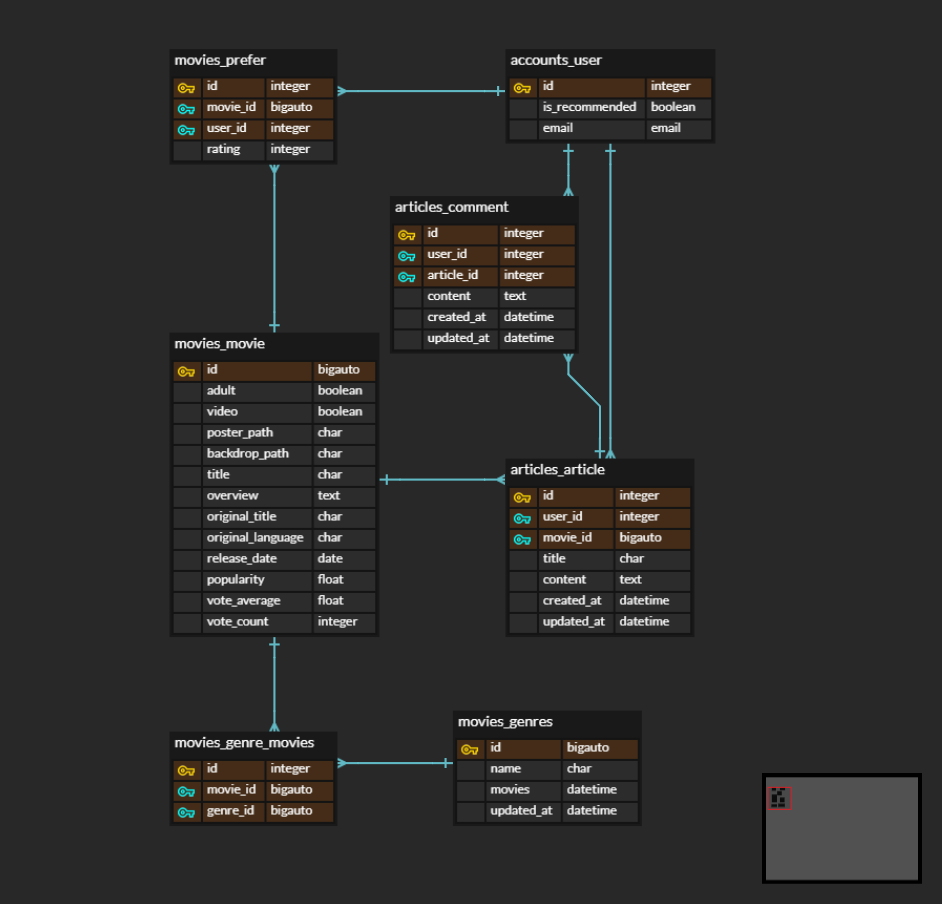 movies_prefer
id integer
movie_id bigauto
user_id integer
rating integer
accounts_user
id integer
is_recommended boolean
email email
articles_comment
id integer
user_id integer
article_id integer
content text
created_at datetime
updated_at datetime
movies_movie
id bigauto
adult boolean
video boolean
poster_path char
backdrop_path char
title char
overview text
original_title char
original_language char
release_date date
popularity float
vote_average float
vote_count integer
articles_article
id integer
user_id integer
movie_id bigauto
title char
content text
created_at datetime
updated_at datetime
movies_genre_movies
id integer
movie_id bigauto
genre_id bigauto
movies_genres
id bigauto
name char
movies datetime
updated_at datetime